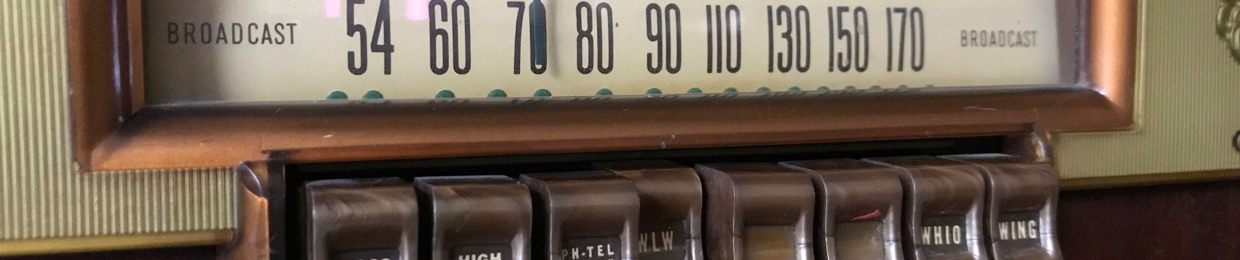 BROADCAST 54 60 70 80 90 110 130 150 170 BROADCAST
HIGH PH-TEL WLW WHIO WING